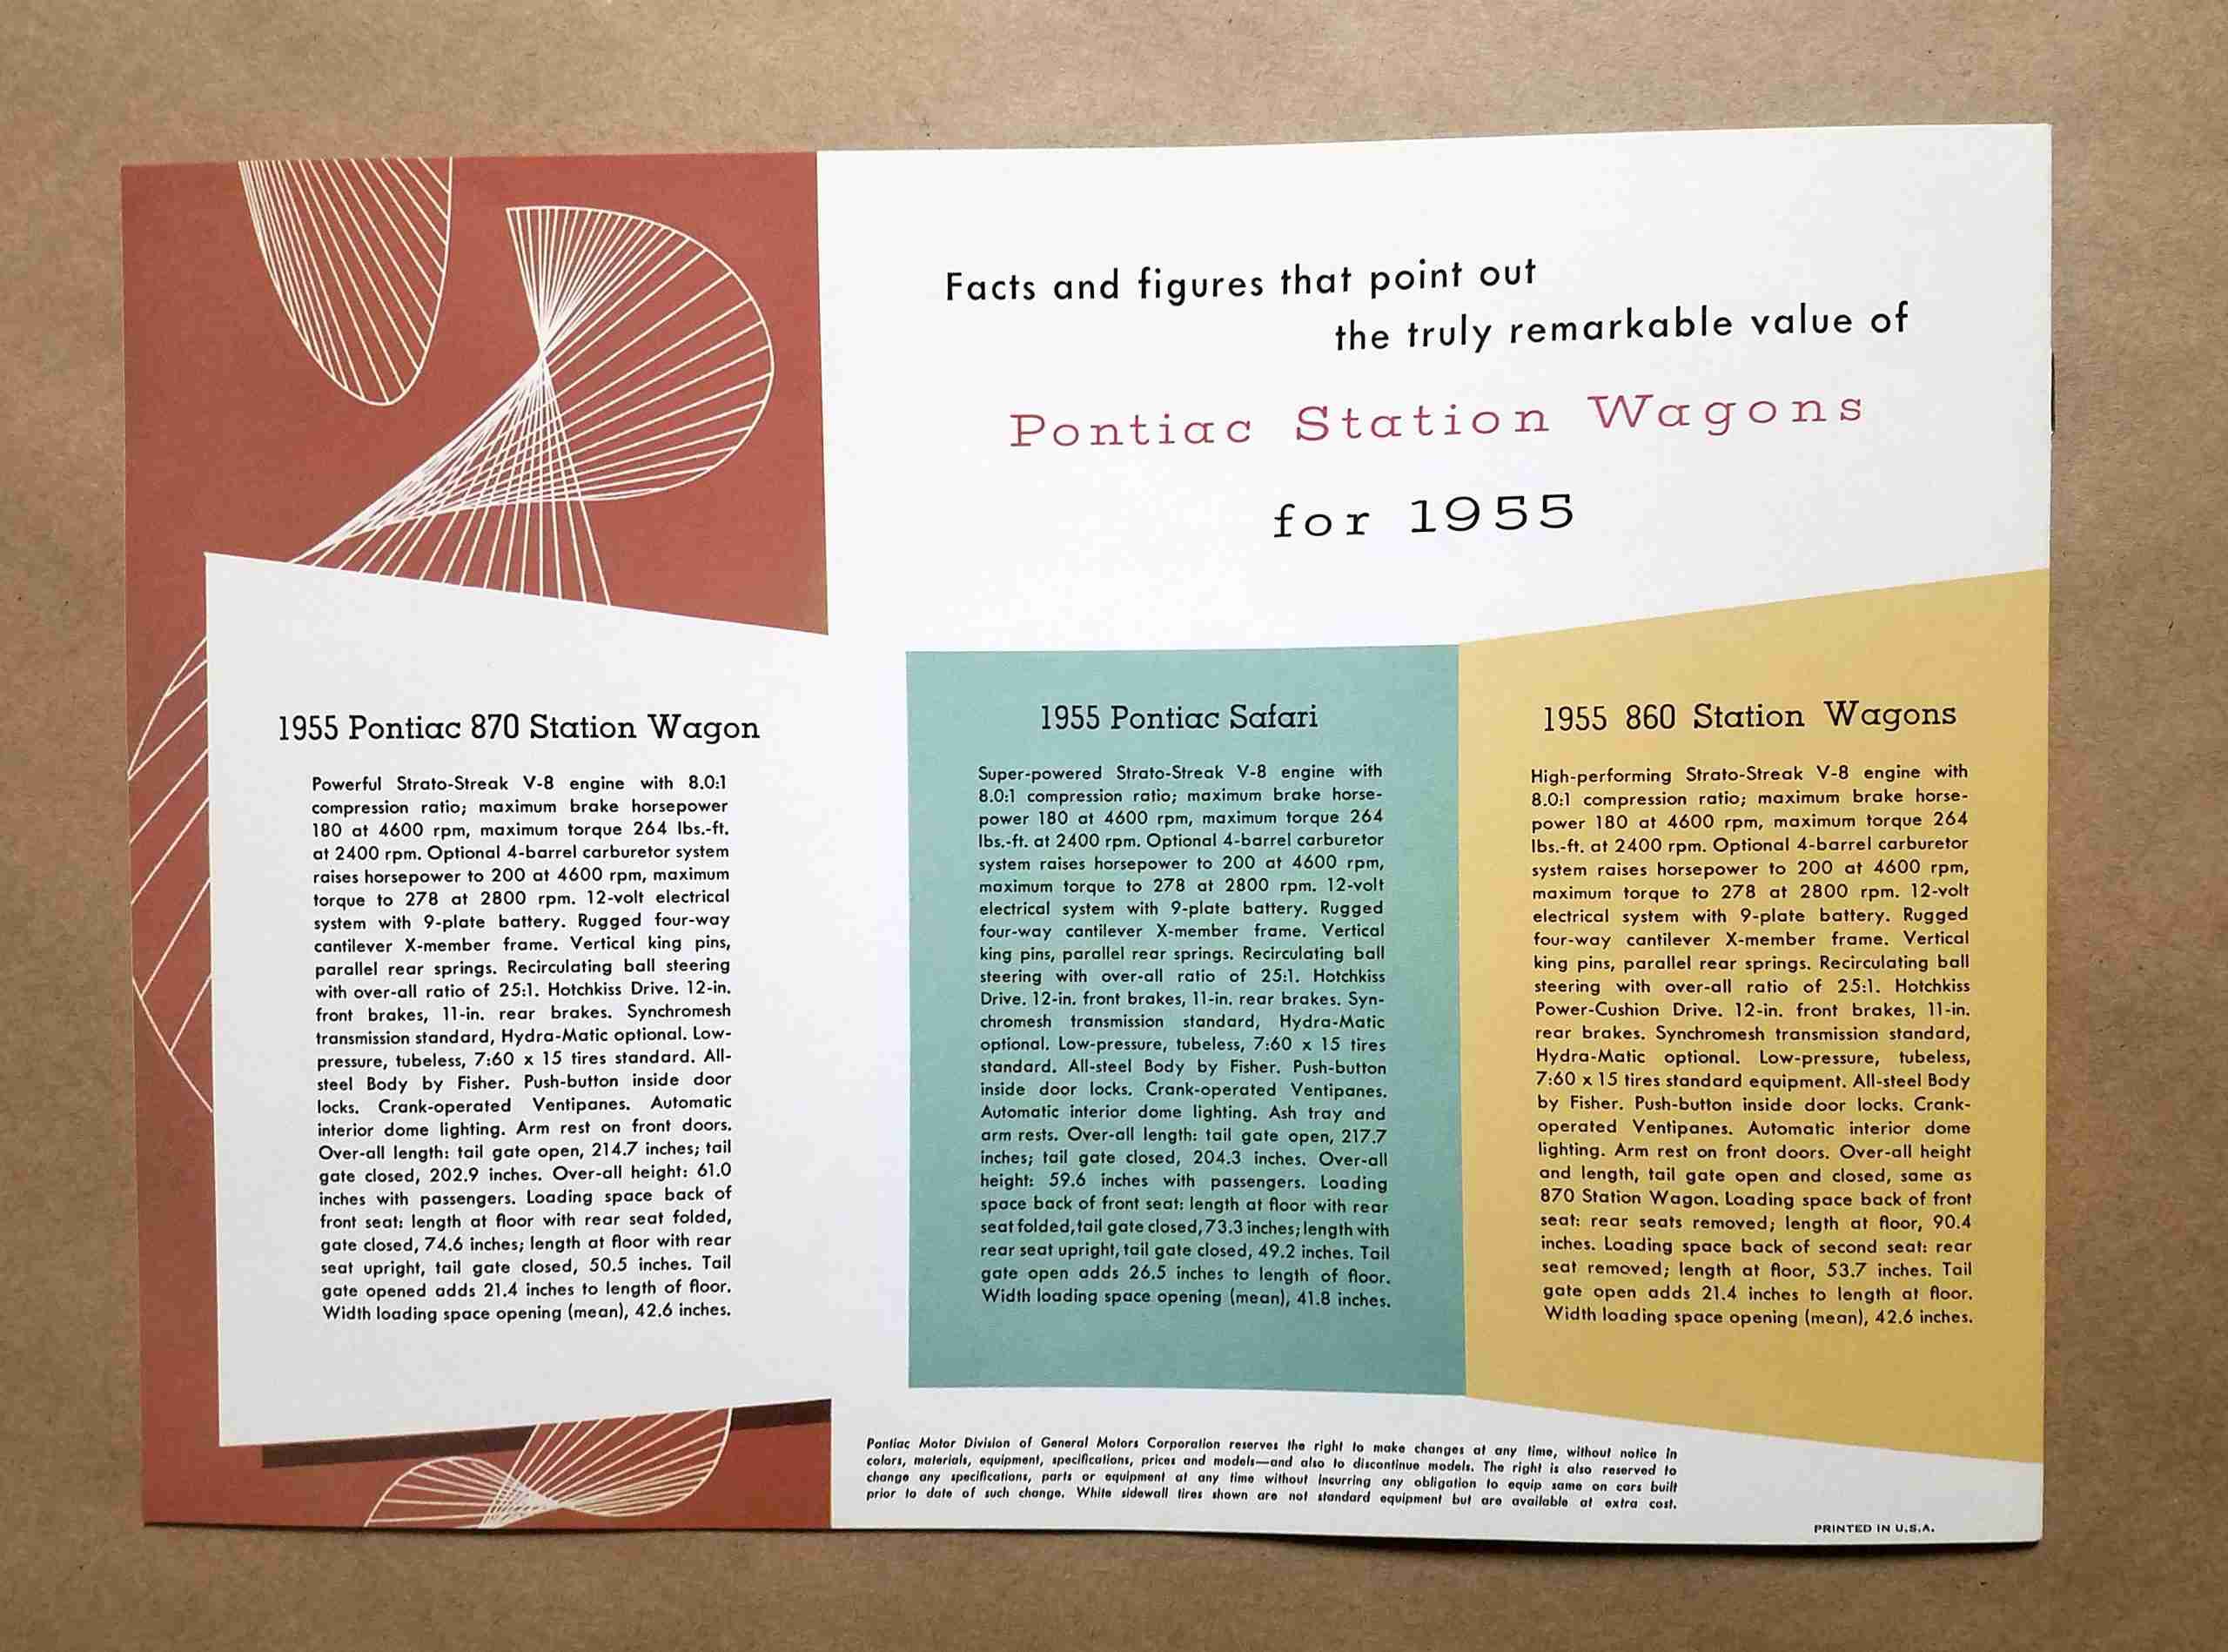 Facts and figures that point out
the truly remarkable value of
Pontiac Station Wagons
for 1955
1955 Pontiac 870 Station Wagon
Powerful Strato-Streak V-8 engine with 8.0:1
compression ratio; maximum brake horsepower
180 at 4600 rpm, maximum torque 264 lbs.-ft.
at 2400 rpm. Optional 4-barrel carburetor system
raises horsepower to 200 at 4600 rpm, maximum
torque to 278 at 2800 rpm. 12-volt electrical
system with 9-plate battery. Rugged four-way
cantilever X-member frame. Vertical king pins,
parallel rear springs. Recirculating ball steering
with over-all ratio of 25:1. Hotchkiss Drive. 12-in.
front brakes, 11-in. rear brakes. Synchromesh
transmission standard, Hydra-Matic optional. Low-
pressure, tubeless, 7:60 x 15 tires standard. All-
steel Body by Fisher. Push-button inside door
locks. Crank-operated Ventipanes. Automatic
interior dome lighting. Arm rest on front doors.
Over-all length: tail gate open, 214.7 inches; tail
gate closed, 202.9 inches. Over-all height: 61.0
inches with passengers. Loading space back of
front seat: length at floor with rear seat folded,
gate closed, 74.6 inches; length at floor with rear
seat upright, tail gate closed, 50.5 inches. Tail
gate opened adds 21.4 inches to length of floor.
Width loading space opening (mean), 42.6 inches.
1955 Pontiac Safari
Super-powered Strato-Streak V-8 engine with
8.0:1 compression ratio; maximum brake horse-
power 180 at 4600 rpm, maximum torque 264
lbs.-ft. at 2400 rpm. Optional 4-barrel carburetor
system raises horsepower to 200 at 4600 rpm,
maximum torque to 278 at 2800 rpm. 12-volt
electrical system with 9-plate battery. Rugged
four-way cantilever X-member frame. Vertical
king pins, parallel rear springs. Recirculating ball
steering with over-all ratio of 25:1. Hotchkiss
Drive. 12-in. front brakes, 11-in. rear brakes. Syn-
chromesh transmission standard, Hydra-Matic
optional. Low-pressure, tubeless, 7:60 x 15 tires
standard. All-steel Body by Fisher. Push-button
inside door locks. Crank-operated Ventipanes.
Automatic interior dome lighting. Ash tray and
arm rests. Over-all length: tail gate open, 217.7
inches; tail gate closed, 204.3 inches. Over-all
height: 59.6 inches with passengers. Loading
space back of front seat: length at floor with rear
seat folded, tail gate closed, 73.3 inches; length with
rear seat upright, tail gate closed, 49.2 inches. Tail
gate open adds 26.5 inches to length of floor.
Width loading space opening (mean), 41.8 inches.
1955 860 Station Wagons
High-performing Strato-Streak V-8 engine with
8.0:1 compression ratio; maximum brake horse-
power 180 at 4600 rpm, maximum torque 264
lbs.-ft. at 2400 rpm. Optional 4-barrel carburetor
system raises horsepower to 200 at 4600 rpm,
maximum torque to 278 at 2800 rpm. 12-volt
electrical system with 9-plate battery. Rugged
four-way cantilever X-member frame. Vertical
king pins, parallel rear springs. Recirculating ball
steering with over-all ratio of 25:1. Hotchkiss
Power-Cushion Drive. 12-in. front brakes, 11-in.
rear brakes. Synchromesh transmission standard,
Hydra-Matic optional. Low-pressure, tubeless,
7:60 x 15 tires standard equipment. All-steel Body
by Fisher. Push-button inside door locks. Crank-
operated Ventipanes. Automatic interior dome
lighting. Arm rest on front doors. Over-all height
and length, tail gate open and closed, same as
870 Station Wagon. Loading space back of front
seat: rear seats removed; length at floor, 90.4
inches. Loading space back of second seat: rear
seat removed; length at floor, 53.7 inches. Tail
gate open adds 21.4 inches to length at floor.
Width loading space opening (mean), 42.6 inches.
Pontiac Motor Division of General Motors Corporation reserves the right to make changes at any time, without notice in
colors, materials, equipment, specifications, prices and models—and also to discontinue models. The right is also reserved to
change any specifications, parts or equipment at any time without incurring any obligation to equip same on cars built
prior to date of such change. White sidewall tires shown are not standard equipment but are available at extra cost.
PRINTED IN U.S.A.